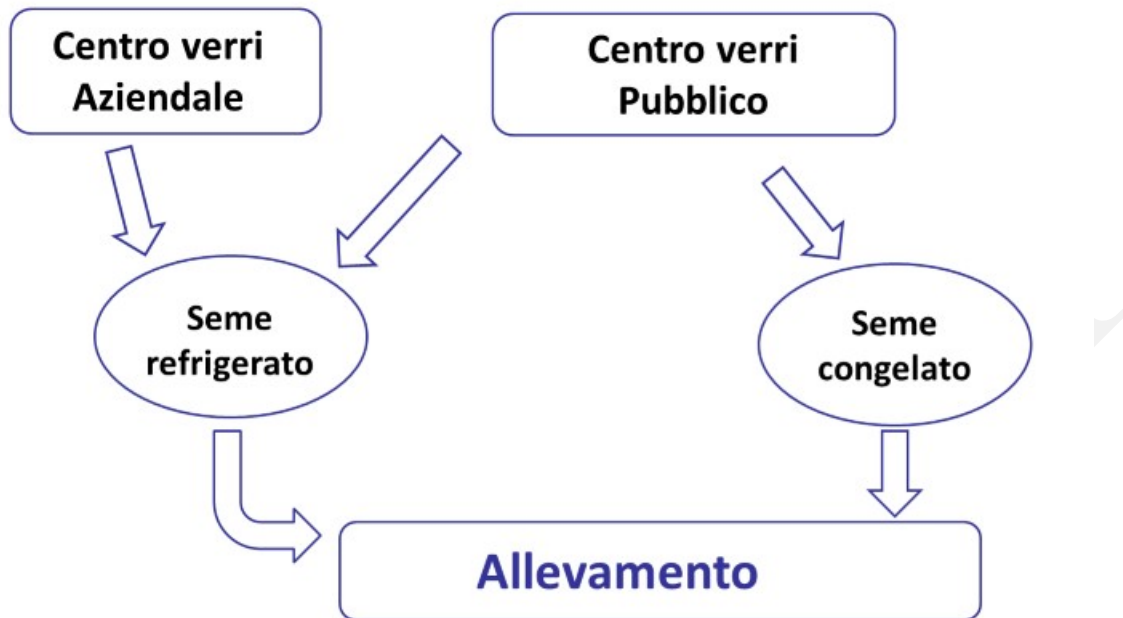 Centro verri
Aziendale
Centro verri
Pubblico
Seme
refrigerato
Seme
congelato
Allevamento